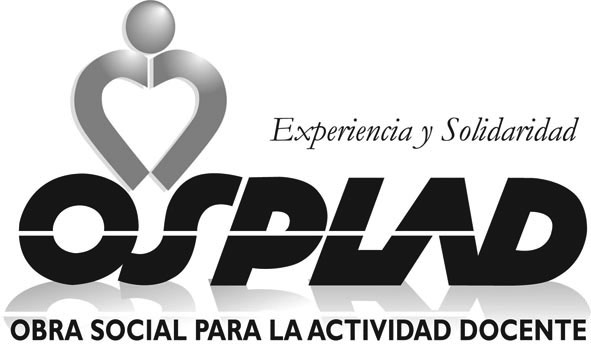 Experiencia y Solidaridad
OSPLAD
OBRA SOCIAL PARA LA ACTIVIDAD DOCENTE